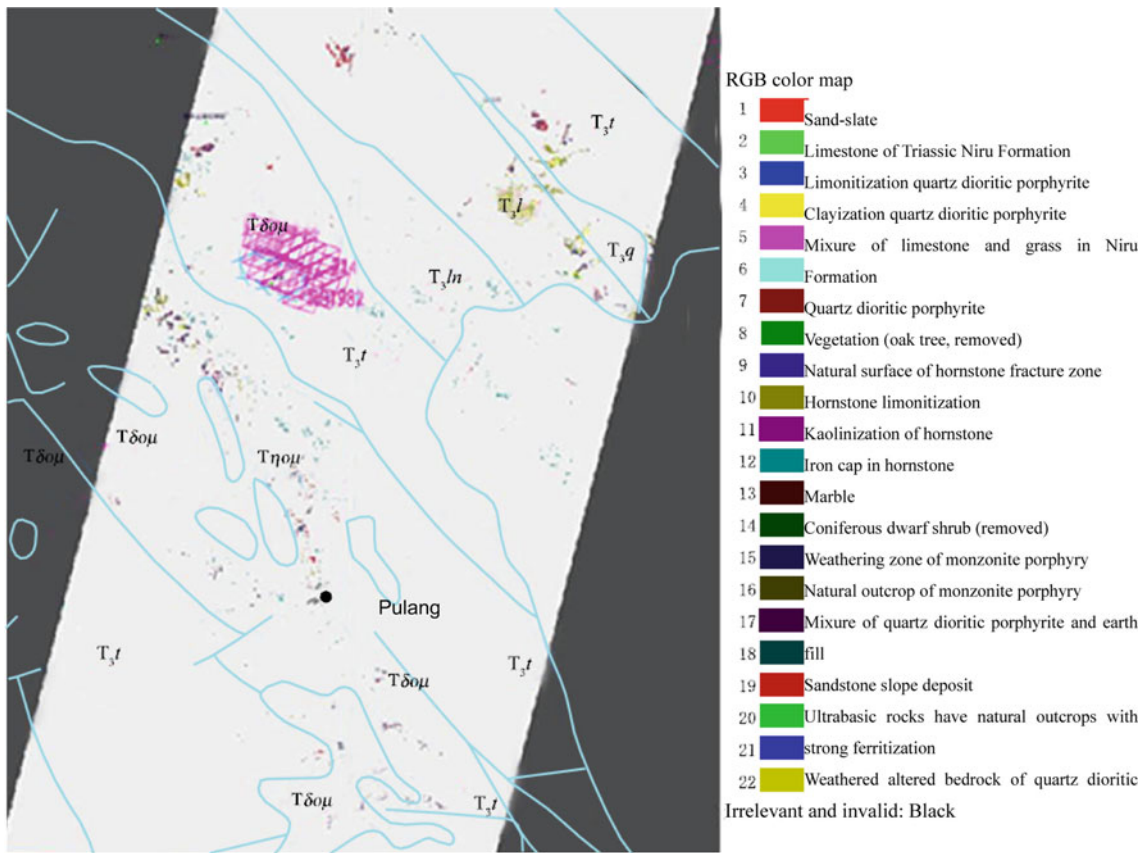 T₃t
T₃l
Tδομ
T₃q
T₃ln
T₃t
Tδομ
Tδομ
Tηομ
Pulang
T₃t
T₃t
Tδομ
Tδομ
T₃t
RGB color map
1 Sand-slate
2 Limestone of Triassic Niru Formation
3 Limonitization quartz dioritic porphyrite
4 Clayization quartz dioritic porphyrite
5 Mixure of limestone and grass in Niru
6 Formation
7 Quartz dioritic porphyrite
8 Vegetation (oak tree, removed)
9 Natural surface of hornstone fracture zone
10 Hornstone limonitization
11 Kaolinization of hornstone
12 Iron cap in hornstone
13 Marble
14 Coniferous dwarf shrub (removed)
15 Weathering zone of monzonite porphyry
16 Natural outcrop of monzonite porphyry
17 Mixture of quartz dioritic porphyrite and earth
18 fill
19 Sandstone slope deposit
20 Ultrabasic rocks have natural outcrops with
21 strong ferritization
22 Weathered altered bedrock of quartz dioritic
Irrelevant and invalid: Black